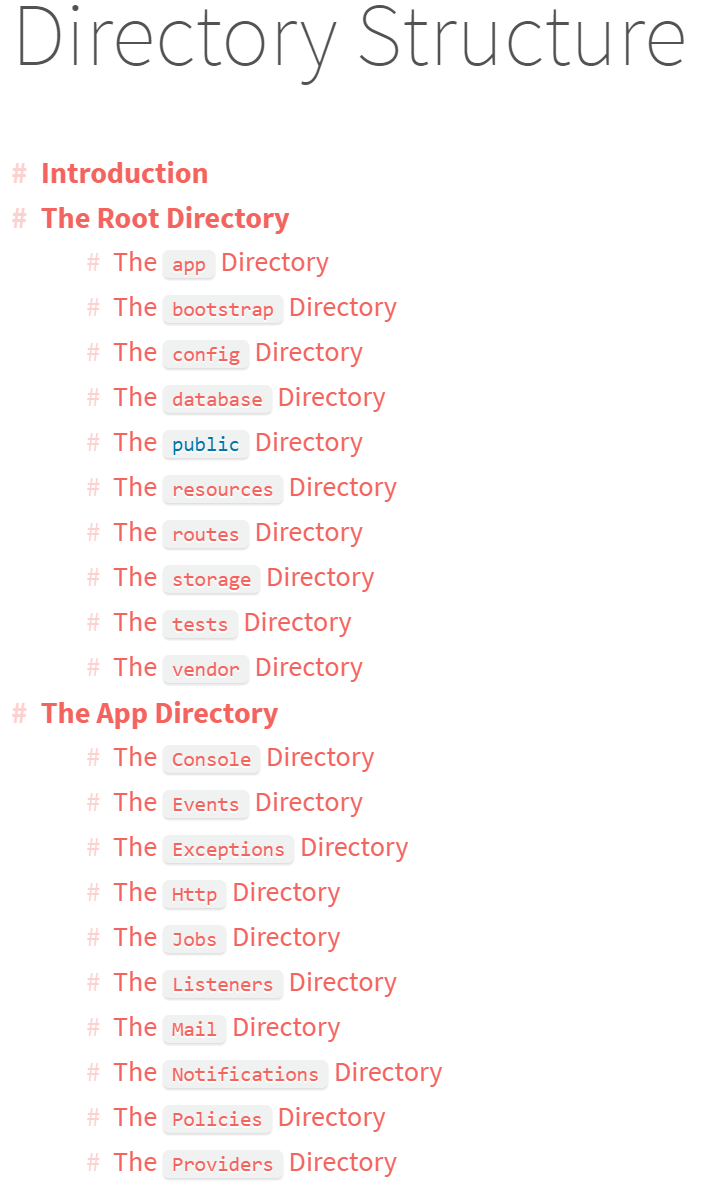 Directory Structure
# Introduction
# The Root Directory
# The app Directory
# The bootstrap Directory
# The config Directory
# The database Directory
# The public Directory
# The resources Directory
# The routes Directory
# The storage Directory
# The tests Directory
# The vendor Directory
# The App Directory
# The Console Directory
# The Events Directory
# The Exceptions Directory
# The Http Directory
# The Jobs Directory
# The Listeners Directory
# The Mail Directory
# The Notifications Directory
# The Policies Directory
# The Providers Directory